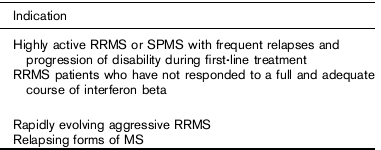 Indication
Highly active RRMS or SPMS with frequent relapses and
progression of disability during first-line treatment
RRMS patients who have not responded to a full and adequate
course of interferon beta
Rapidly evolving aggressive RRMS
Relapsing forms of MS